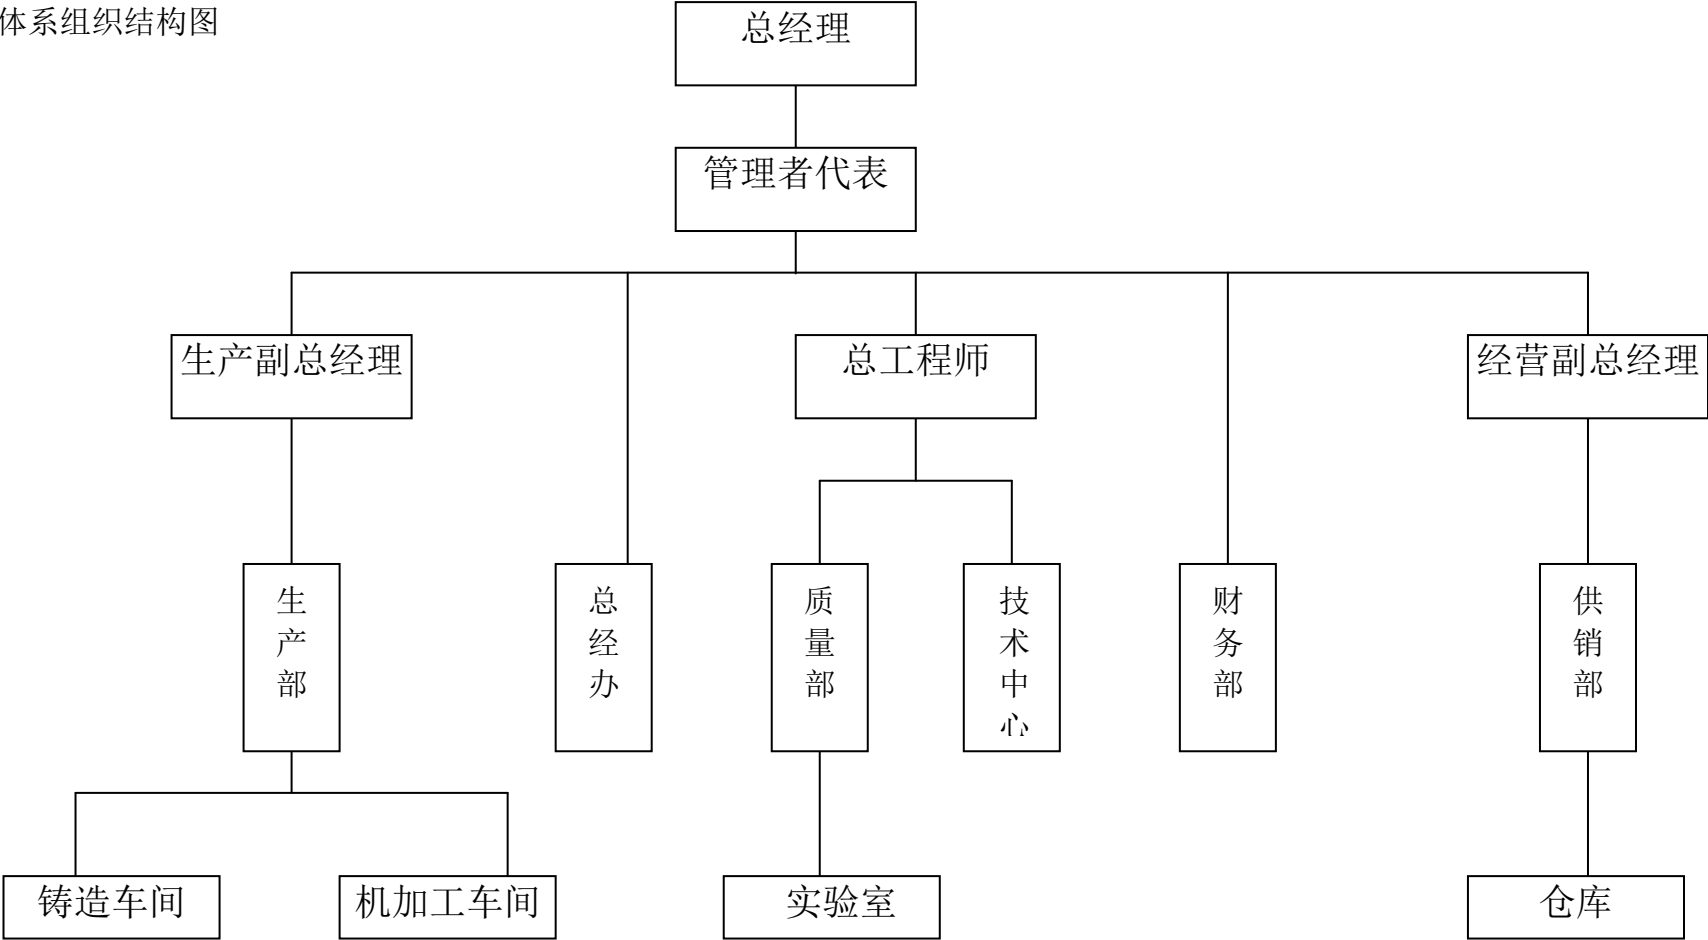 体系组织结构图
总经理
管理者代表
生产副总经理
总工程师
经营副总经理
生产部
总经办
质量部
技术中心
财务部
供销部
铸造车间
机加工车间
实验室
仓库